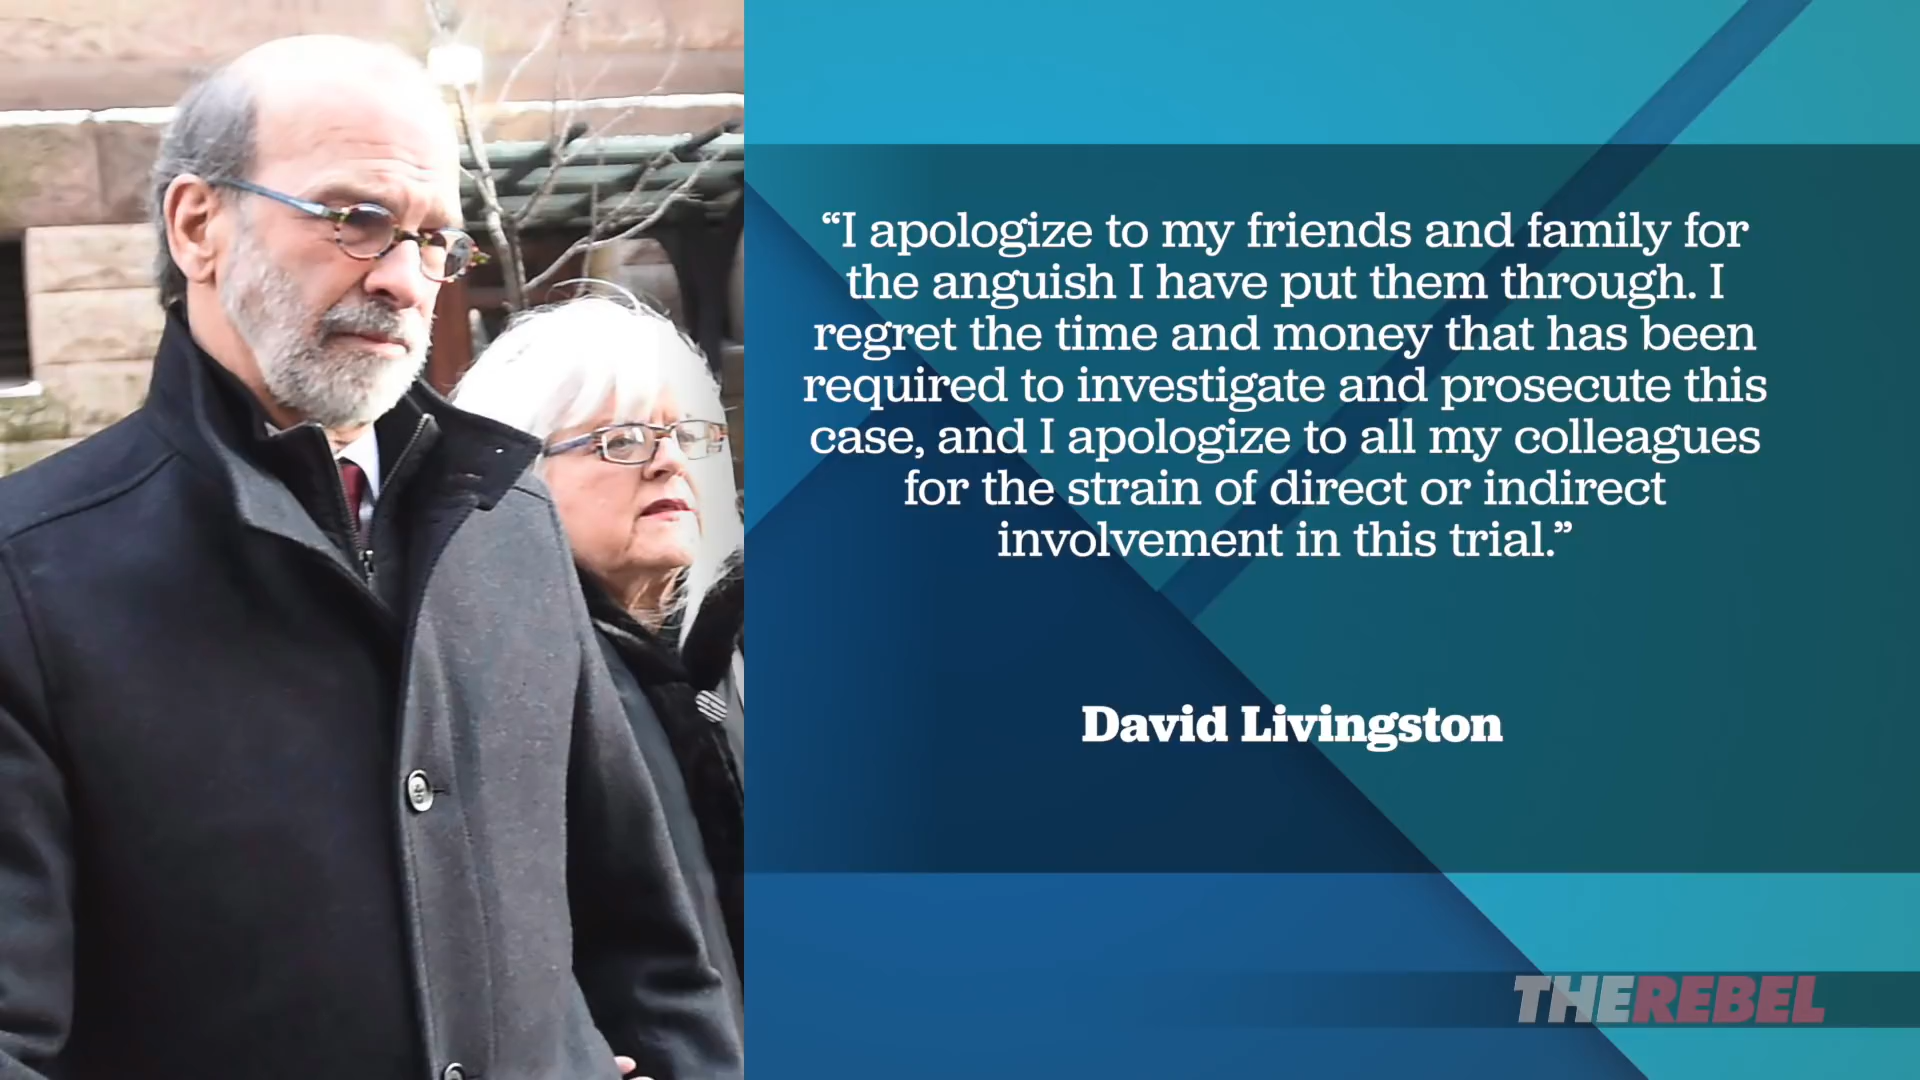 “I apologize to my friends and family for
the anguish I have put them through. I
regret the time and money that has been
required to investigate and prosecute this
case, and I apologize to all my colleagues
for the strain of direct or indirect
involvement in this trial.”
David Livingston
THEREBEL